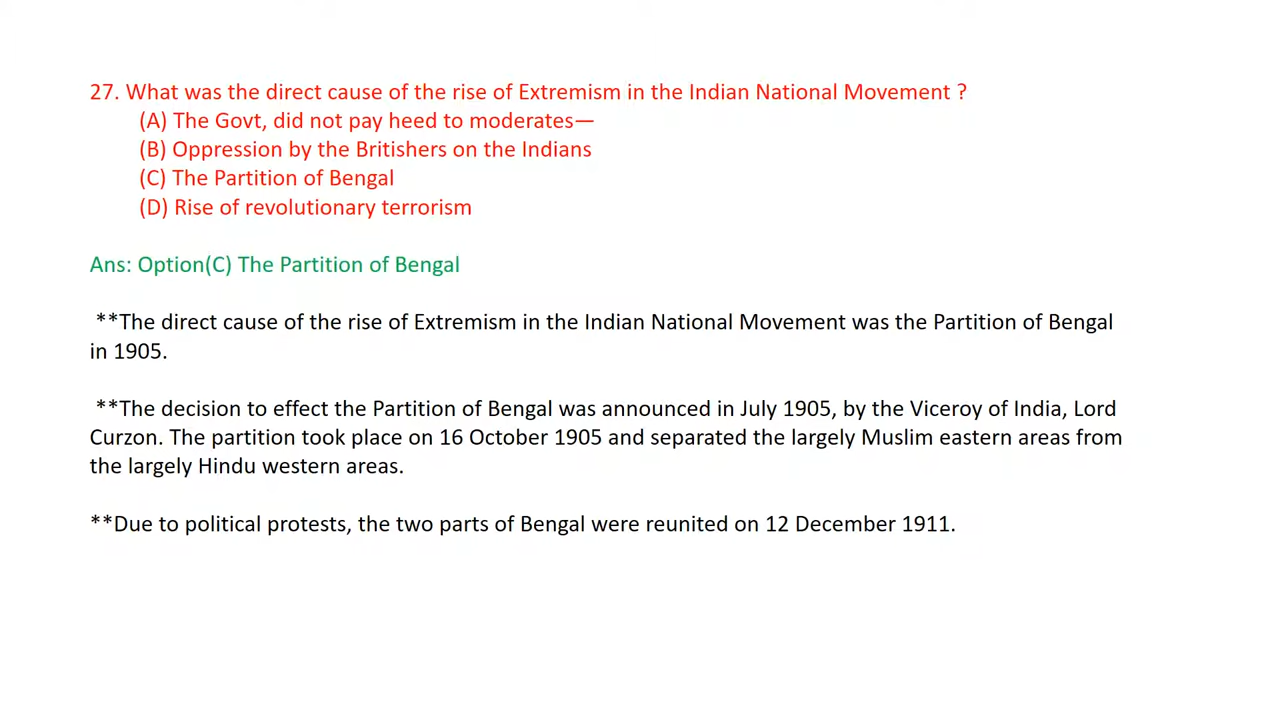 27. What was the direct cause of the rise of Extremism in the Indian National Movement ?
(A) The Govt, did not pay heed to moderates—
(B) Oppression by the Britishers on the Indians
(C) The Partition of Bengal
(D) Rise of revolutionary terrorism
Ans: Option(C) The Partition of Bengal
**The direct cause of the rise of Extremism in the Indian National Movement was the Partition of Bengal
in 1905.
**The decision to effect the Partition of Bengal was announced in July 1905, by the Viceroy of India, Lord
Curzon. The partition took place on 16 October 1905 and separated the largely Muslim eastern areas from
the largely Hindu western areas.
**Due to political protests, the two parts of Bengal were reunited on 12 December 1911.